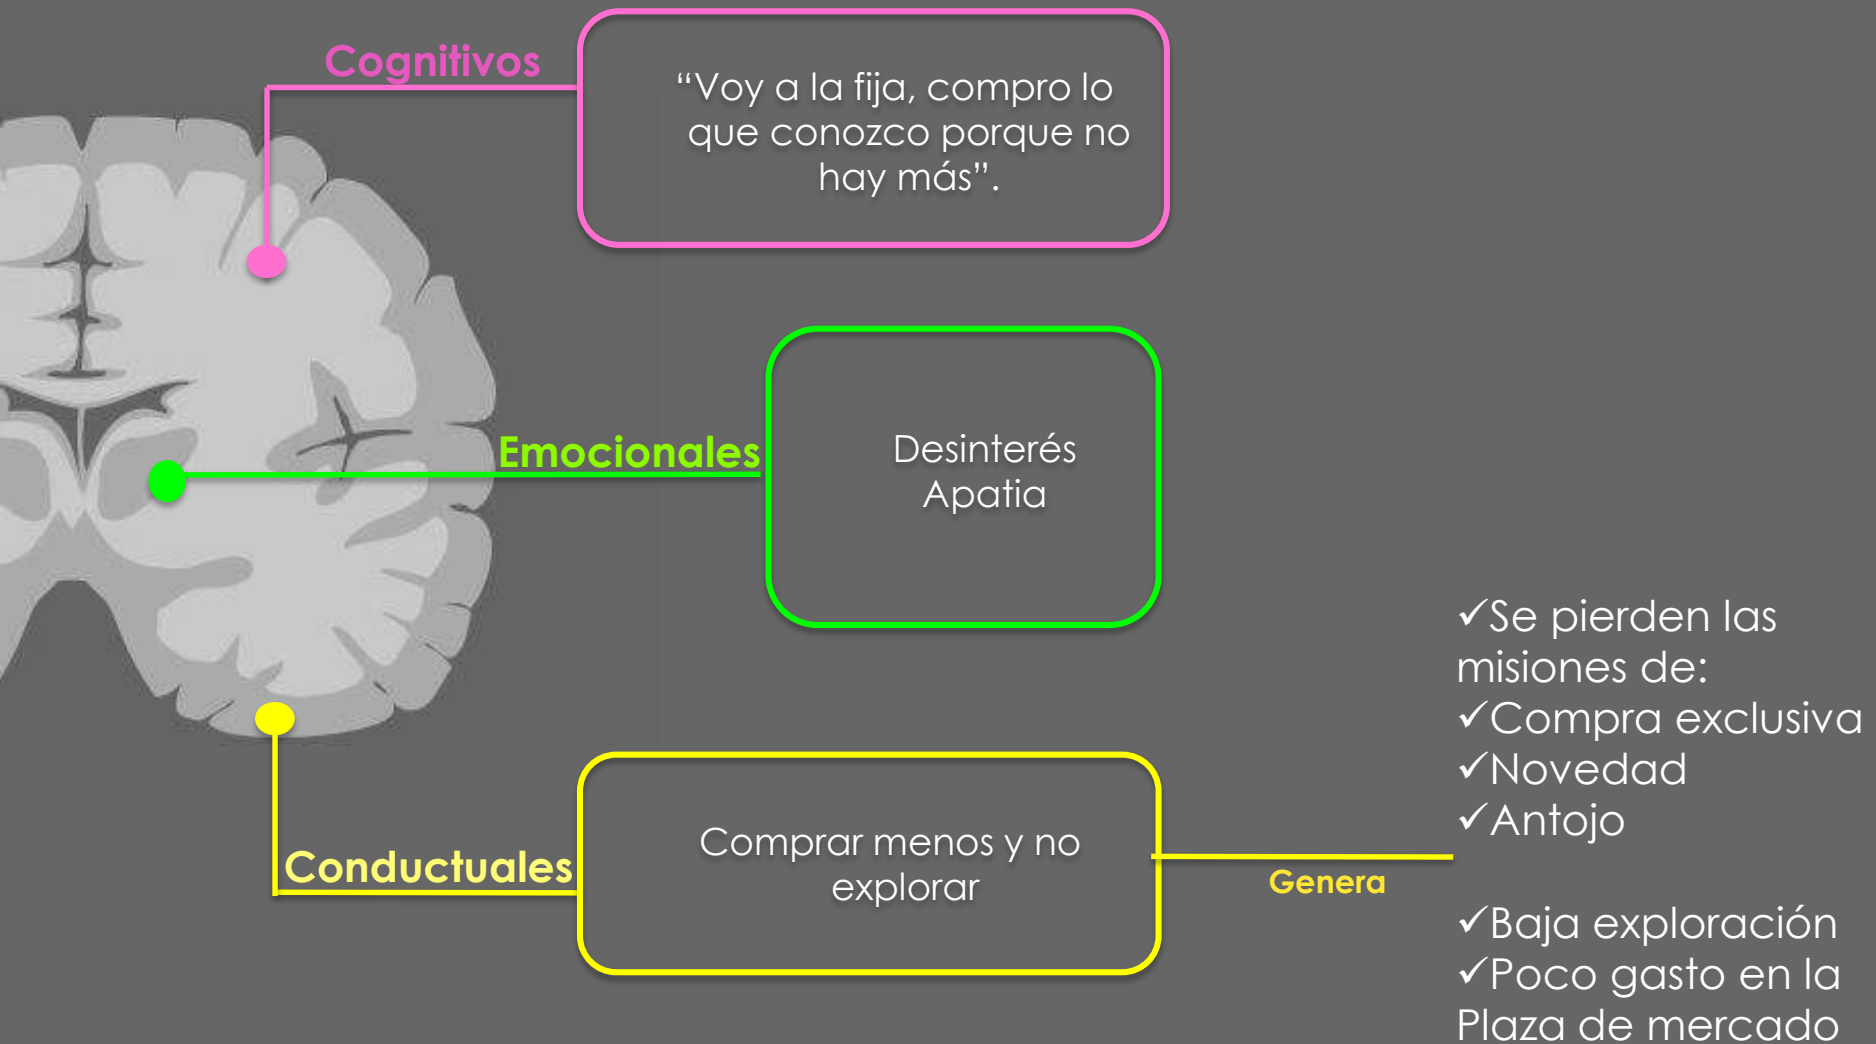 Cognitivos
“Voy a la fija, compro lo
que conozco porque no
hay más”.
Emocionales
Desinterés
Apatia
Conductuales
Comprar menos y no
explorar
Genera
✓Se pierden las
misiones de:
✓Compra exclusiva
✓Novedad
✓Antojo
✓Baja exploración
✓Poco gasto en la
Plaza de mercado